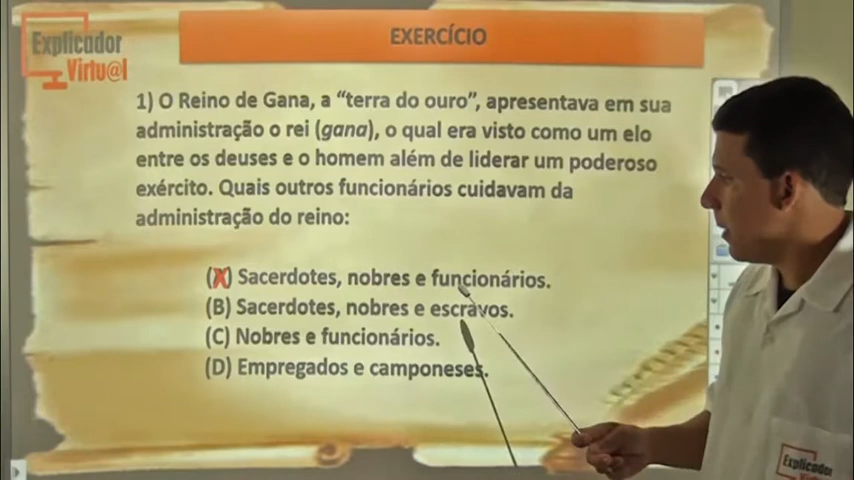 Explicador
Virtu@l
EXERCÍCIO
1) O Reino de Gana, a “terra do ouro”, apresentava em sua
administração o rei (gana), o qual era visto como um elo
entre os deuses e o homem além de liderar um poderoso
exército. Quais outros funcionários cuidavam da
administração do reino:
(X) Sacerdotes, nobres e funcionários.
(B) Sacerdotes, nobres e escravos.
(C) Nobres e funcionários.
(D) Empregados e camponeses.
Explicador